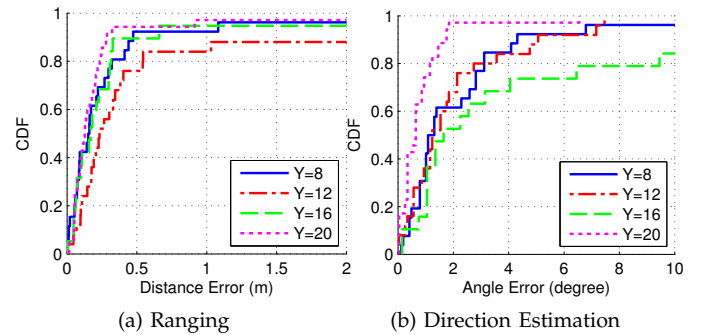 1
0.8
0.6
0.4
0.2
0
CDF
0 0.5 1 1.5 2
Distance Error (m)
Y=8
Y=12
Y=16
Y=20
(a) Ranging
1
0.8
0.6
0.4
0.2
0
CDF
0 2 4 6 8 10
Angle Error (degree)
Y=8
Y=12
Y=16
Y=20
(b) Direction Estimation